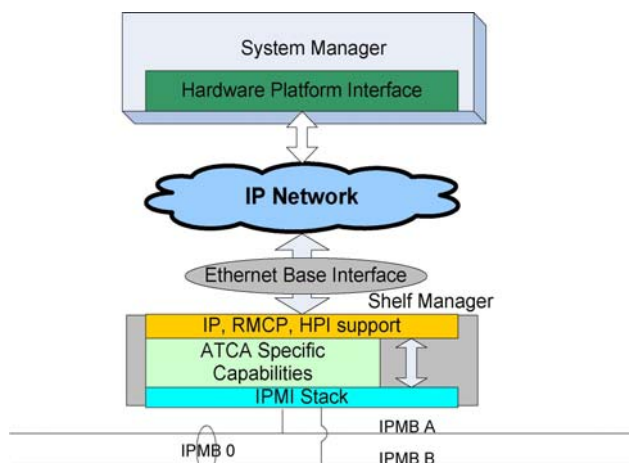 System Manager
Hardware Platform Interface
IP Network
Ethernet Base Interface
Shelf Manager
IP, RMCP, HPI support
ATCA Specific
Capabilities
IPMI Stack
IPMB A
IPMB 0
IPMB B